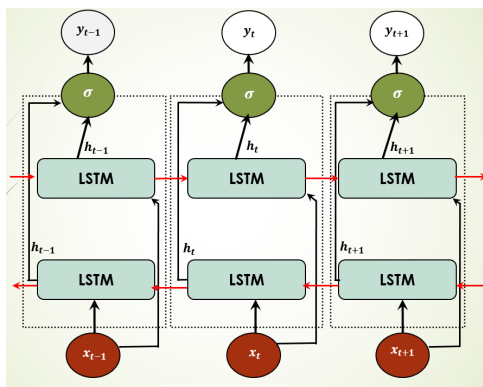 y_{t-1} y_t y_{t+1}
σ σ σ
h_{t-1} h_t h_{t+1}
LSTM LSTM LSTM
h_{t-1} h_t h_{t+1}
LSTM LSTM LSTM
x_{t-1} x_t x_{t+1}